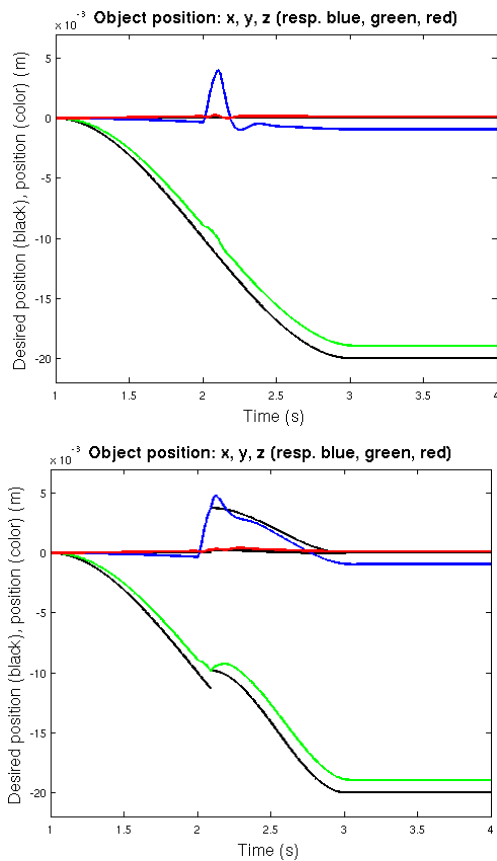 × 10⁻³ Object position: x, y, z (resp. blue, green, red)
Desired position (black), position (color) (m)
5
0
-5
-10
-15
-20
1 1.5 2 2.5 3 3.5 4
Time (s)
× 10⁻³ Object position: x, y, z (resp. blue, green, red)
Desired position (black), position (color) (m)
5
0
-5
-10
-15
-20
1 1.5 2 2.5 3 3.5 4
Time (s)